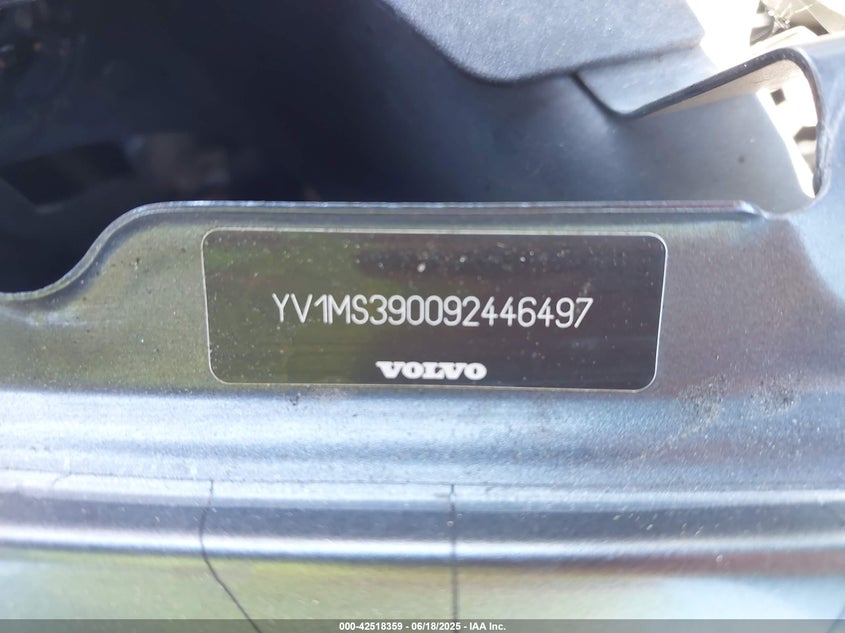 YV1MS390092446497
VOLVO
000-42518359 | 06/18/2025 - IAA Inc.